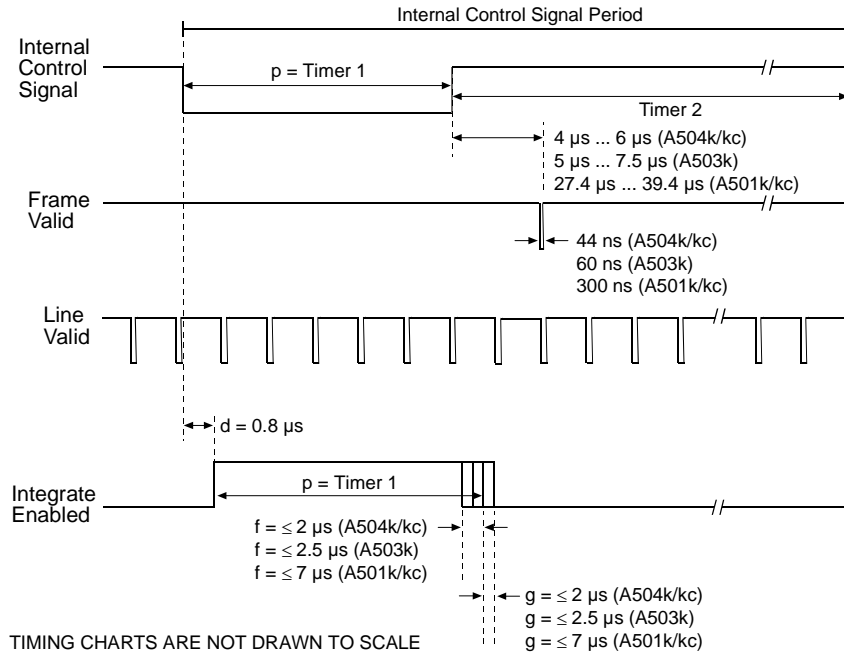 Internal Control Signal Period
Internal
Control
Signal
p = Timer 1
Timer 2
4 µs ... 6 µs (A504k/kc)
5 µs ... 7.5 µs (A503k)
27.4 µs ... 39.4 µs (A501k/kc)
Frame
Valid
44 ns (A504k/kc)
60 ns (A503k)
300 ns (A501k/kc)
Line
Valid
d = 0.8 µs
Integrate
Enabled
p = Timer 1
f = ≤ 2 µs (A504k/kc)
f = ≤ 2.5 µs (A503k)
f = ≤ 7 µs (A501k/kc)
g = ≤ 2 µs (A504k/kc)
g = ≤ 2.5 µs (A503k)
g = ≤ 7 µs (A501k/kc)
TIMING CHARTS ARE NOT DRAWN TO SCALE